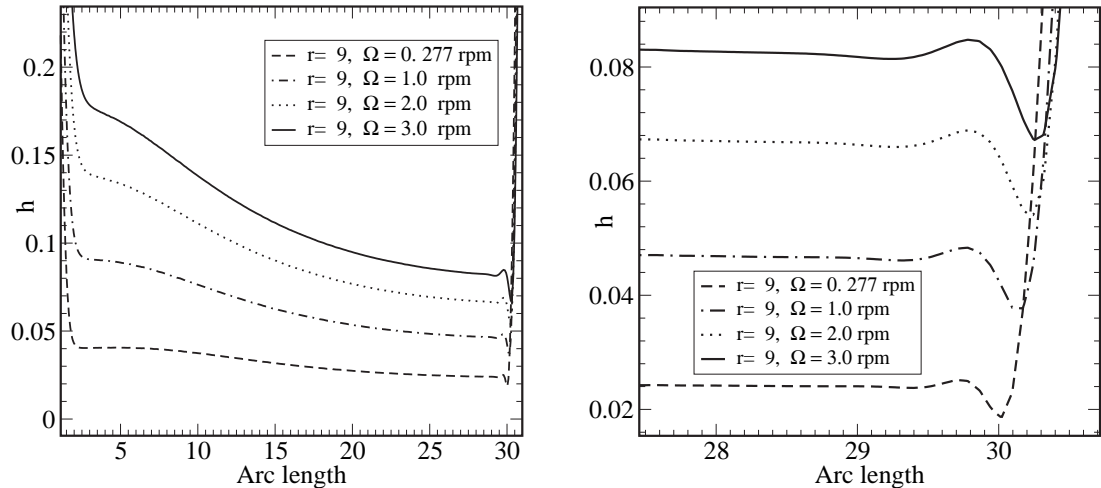 0.2
0.15
0.1
0.05
0
h
5 10 15 20 25 30
Arc length
r= 9, Ω = 0. 277 rpm
r= 9, Ω = 1.0 rpm
r= 9, Ω = 2.0 rpm
r= 9, Ω = 3.0 rpm
0.08
0.06
0.04
0.02
h
28 29 30
Arc length
r= 9, Ω = 0. 277 rpm
r= 9, Ω = 1.0 rpm
r= 9, Ω = 2.0 rpm
r= 9, Ω = 3.0 rpm